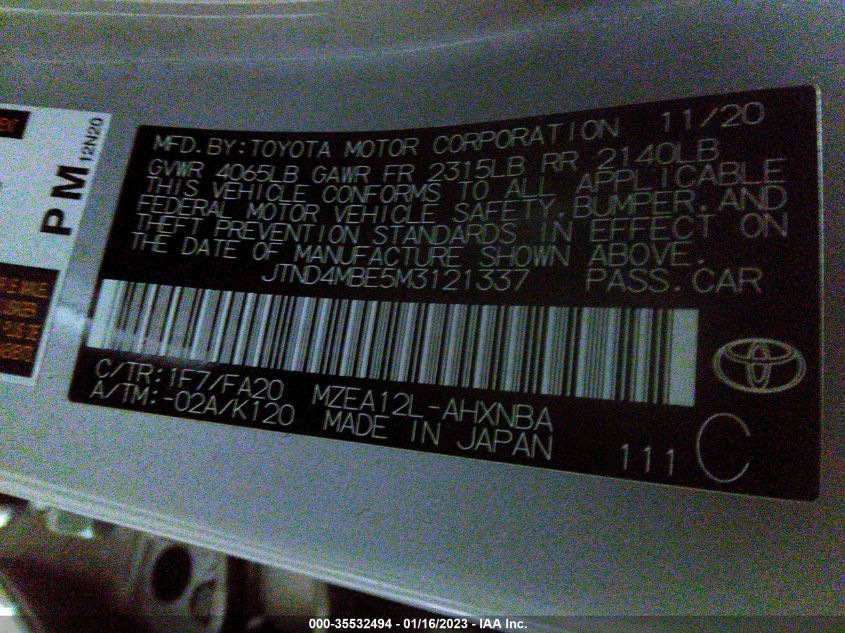 PM 12N20
MFD.BY:TOYOTA MOTOR CORPORATION 11/20
GVWR 4065LB GAWR FR 2315LB RR 2140LB
THIS VEHICLE CONFORMS TO ALL APPLICABLE
FEDERAL MOTOR VEHICLE SAFETY,BUMPER,AND
THEFT PREVENTION STANDARDS IN EFFECT ON
THE DATE OF MANUFACTURE SHOWN ABOVE.
JTND4MBE5M3121337 PASS.CAR
C/TR:1F7/FA20 MZEA12L-AHXNBA
A/TM:-02A/K120 MADE IN JAPAN
111 C
000-35532494 - 01/16/2023 - IAA Inc.